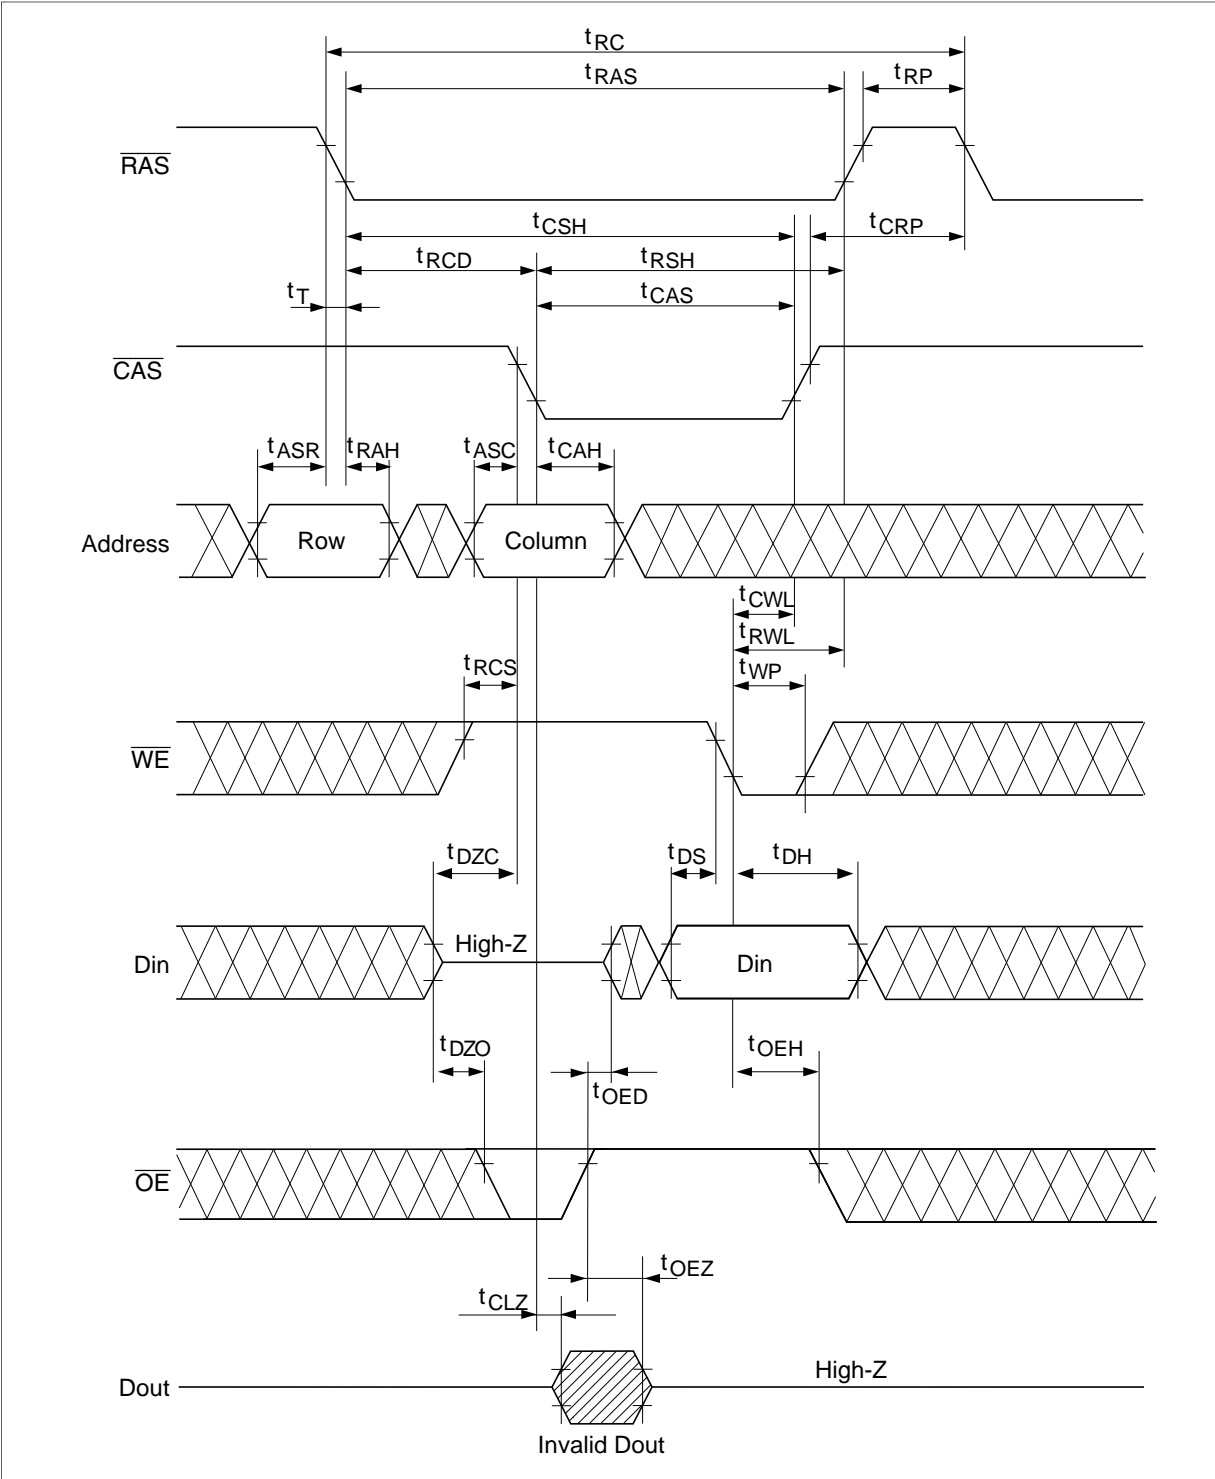 tRC
tRAS
tRP
RAS
tCSH
tCRP
tRCD
tRSH
tT
tCAS
CAS
tASR
tRAH
tASC
tCAH
Address
Row
Column
tCWL
tRWL
tRCS
tWP
WE
tDZC
tDS
tDH
High-Z
Din
Din
tDZO
tOEH
tOED
OE
tOEZ
tCLZ
High-Z
Dout
Invalid Dout